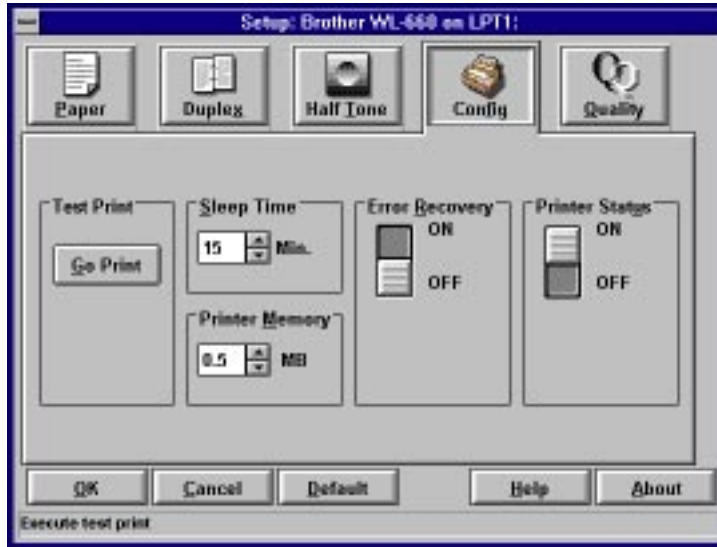 Setup: Brother WL-660 on LPT1:
Paper
Duplex
Half Tone
Config
Quality
Test Print
Go Print
Sleep Time
15 Min.
Printer Memory
0.5 MB
Error Recovery
ON
OFF
Printer Status
ON
OFF
OK
Cancel
Default
Help
About
Execute test print